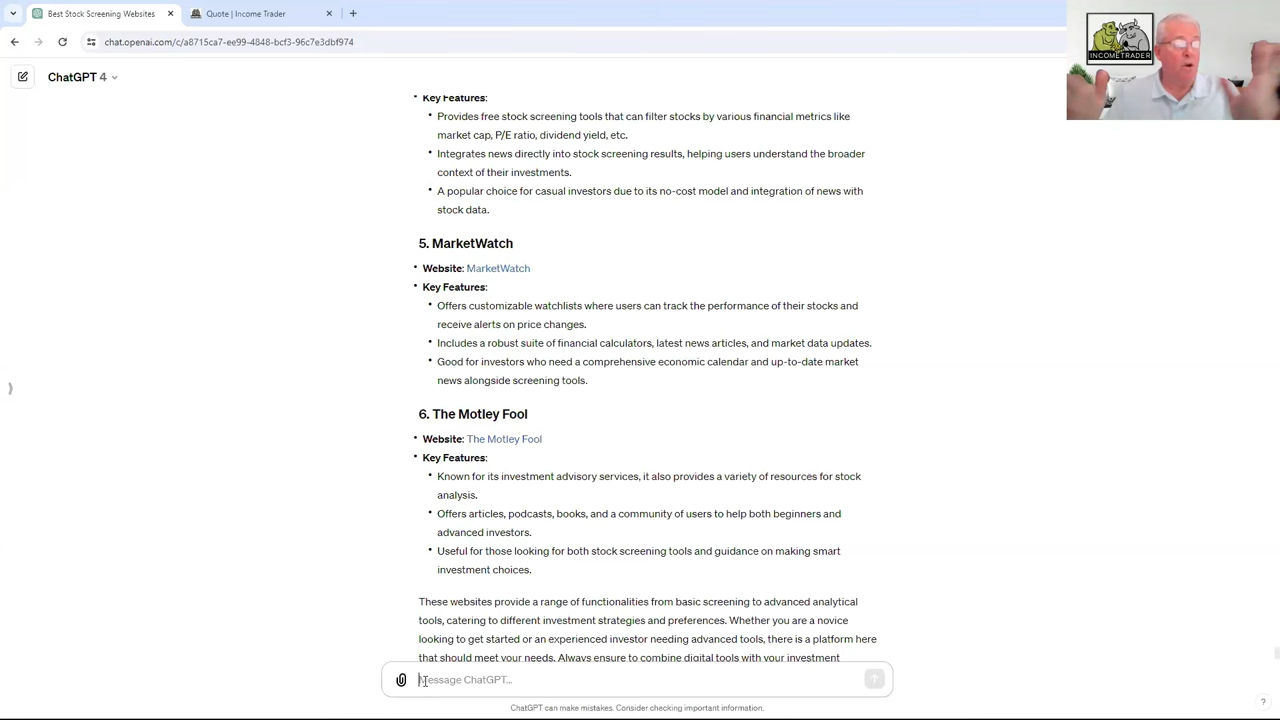 Best Stock Screening Websites
Quote | Income Trader
chat.openai.com/c/a8715ca7-ee99-4848-bcf3-96c7e3dbf974
INCOMETRADER
ChatGPT 4
• Key Features:
• Provides free stock screening tools that can filter stocks by various financial metrics like
market cap, P/E ratio, dividend yield, etc.
• Integrates news directly into stock screening results, helping users understand the broader
context of their investments.
• A popular choice for casual investors due to its no-cost model and integration of news with
stock data.
5. MarketWatch
• Website: MarketWatch
• Key Features:
• Offers customizable watchlists where users can track the performance of their stocks and
receive alerts on price changes.
• Includes a robust suite of financial calculators, latest news articles, and market data updates.
• Good for investors who need a comprehensive economic calendar and up-to-date market
news alongside screening tools.
6. The Motley Fool
• Website: The Motley Fool
• Key Features:
• Known for its investment advisory services, it also provides a variety of resources for stock
analysis.
• Offers articles, podcasts, books, and a community of users to help both beginners and
advanced investors.
• Useful for those looking for both stock screening tools and guidance on making smart
investment choices.
These websites provide a range of functionalities from basic screening to advanced analytical
tools, catering to different investment strategies and preferences. Whether you are a novice
looking to get started or an experienced investor needing advanced tools, there is a platform here
that should meet your needs. Always ensure to combine digital tools with your investment
Message ChatGPT...
ChatGPT can make mistakes. Consider checking important information.
?